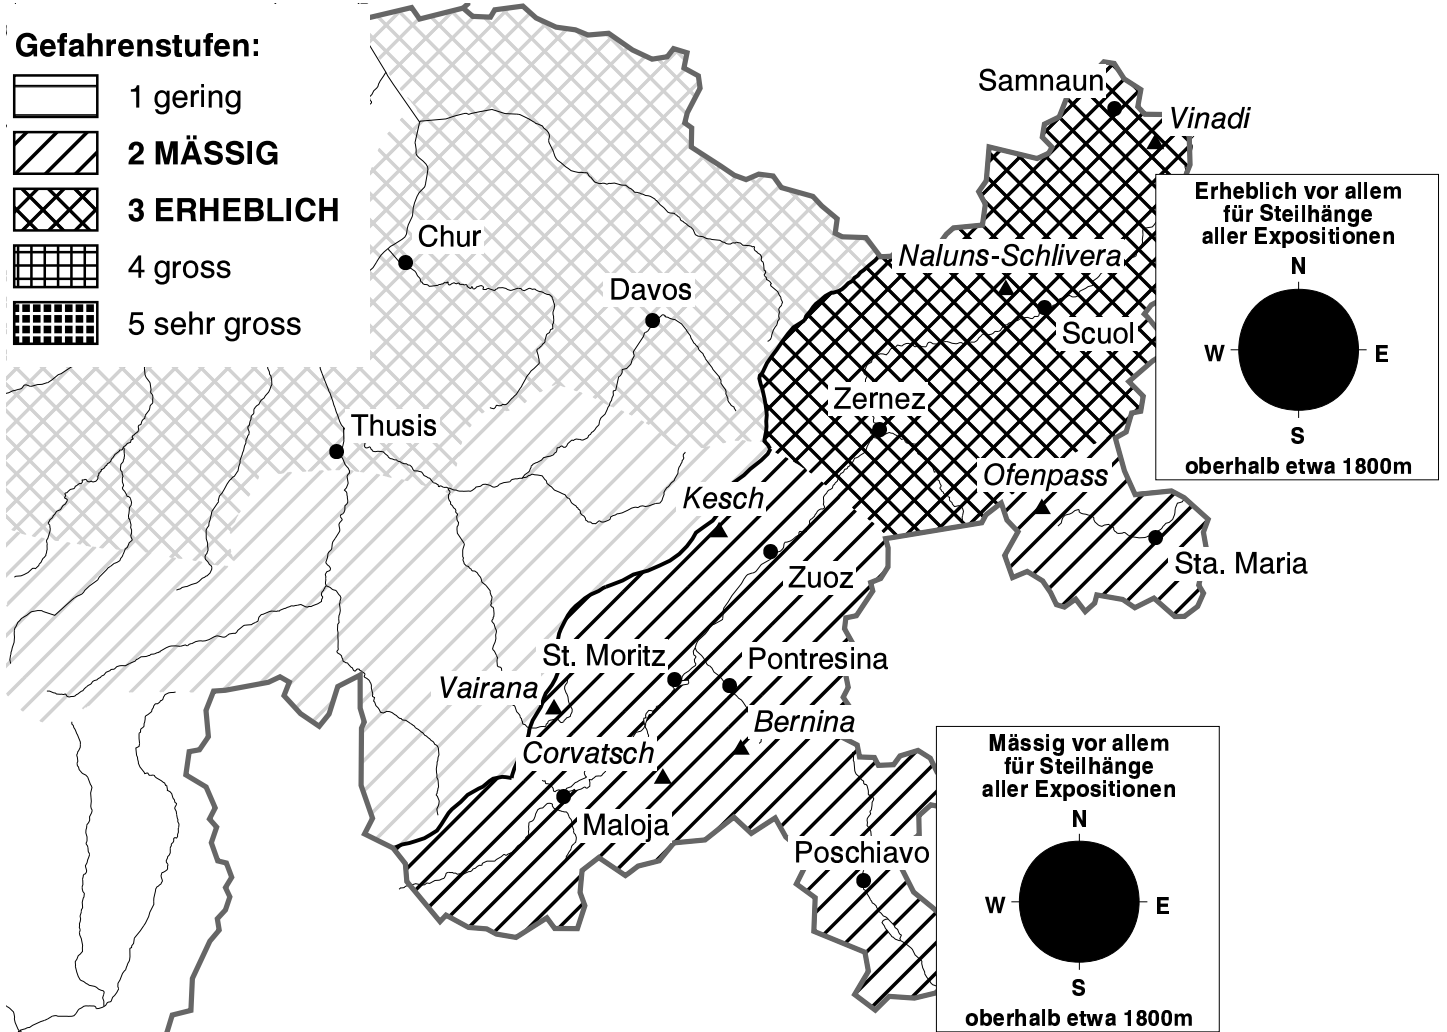 Gefahrenstufen:
1 gering
2 MÄSSIG
3 ERHEBLICH
4 gross
5 sehr gross
Samnaun
Vinadi
Chur
Davos
Naluns-Schlivera
Scuol
Zernez
Thusis
Ofenpass
Kesch
Zuoz
Sta. Maria
St. Moritz
Pontresina
Vairana
Bernina
Corvatsch
Maloja
Poschiavo
Erheblich vor allem
für Steilhänge
aller Expositionen
N
W
E
S
oberhalb etwa 1800m
Mässig vor allem
für Steilhänge
aller Expositionen
N
W
E
S
oberhalb etwa 1800m